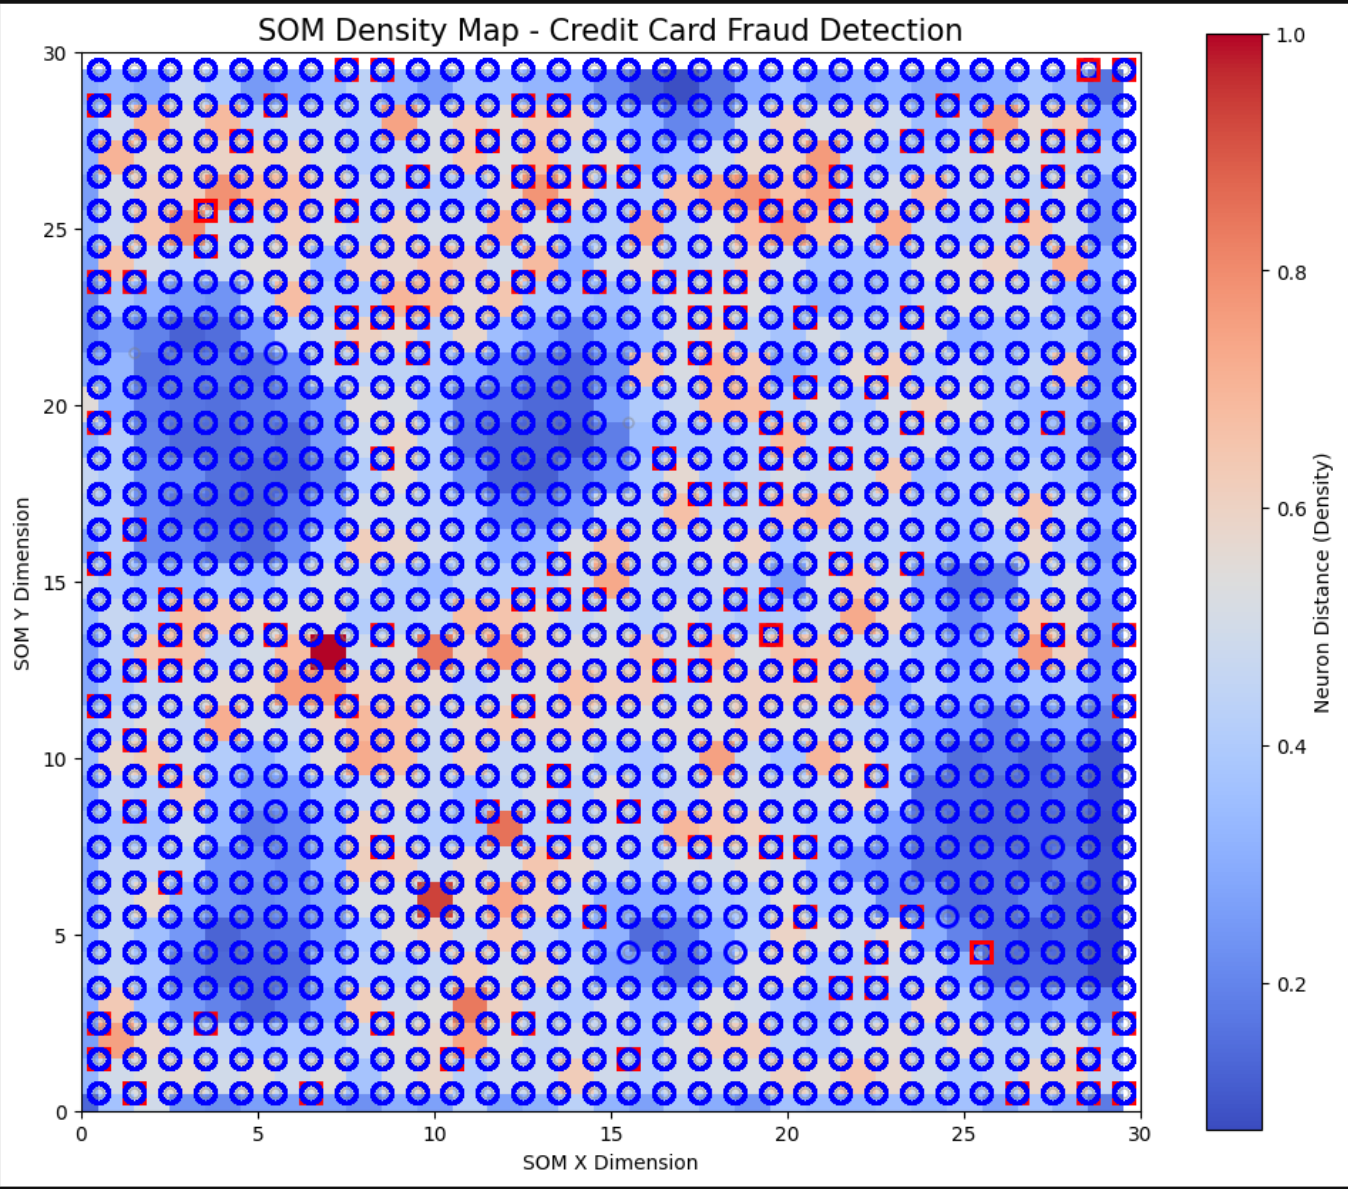 SOM Density Map - Credit Card Fraud Detection
30
25
20
15
10
5
0
SOM Y Dimension
0 5 10 15 20 25 30
SOM X Dimension
1.0
0.8
0.6
0.4
0.2
Neuron Distance (Density)